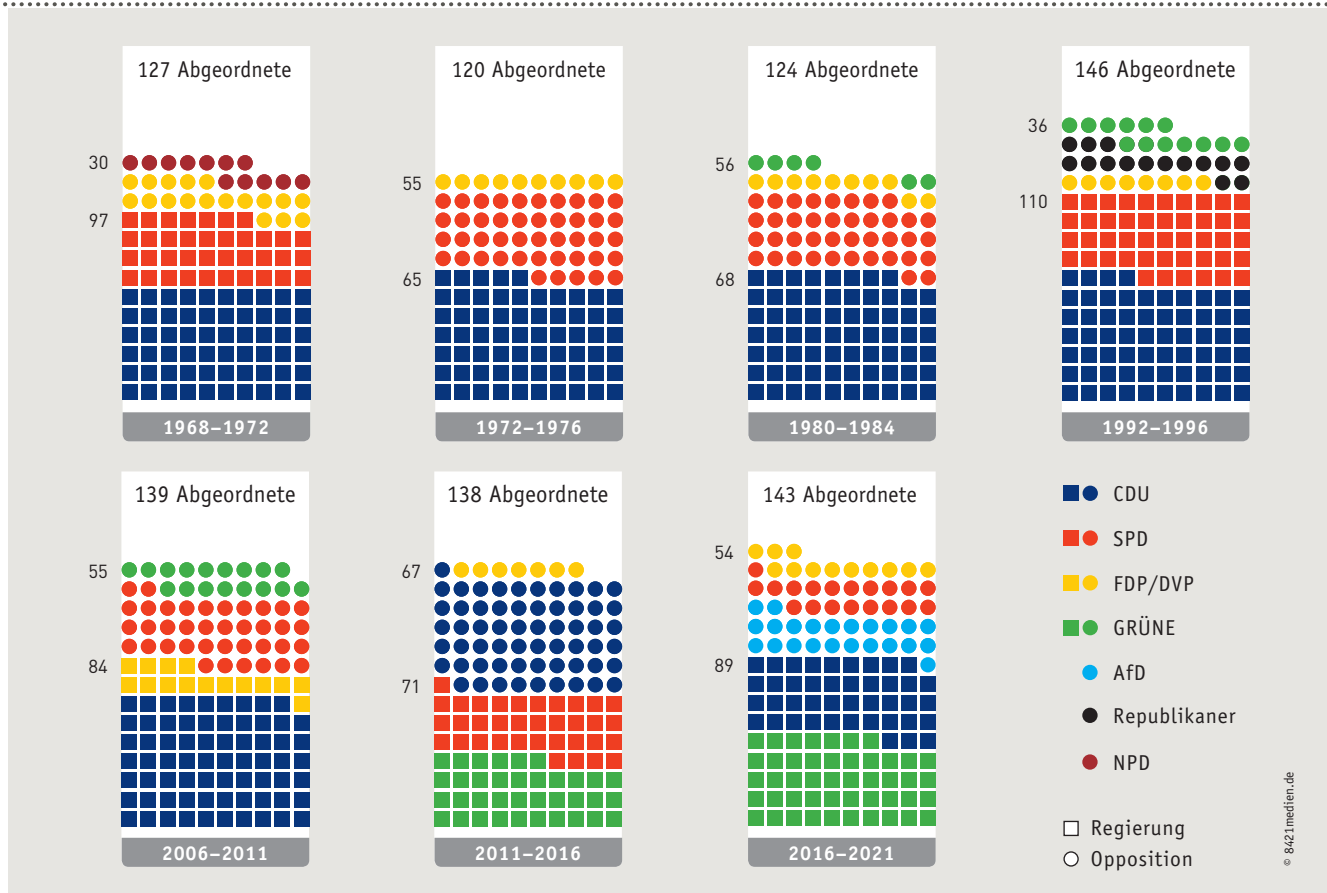 127 Abgeordnete
30
97
1968–1972
120 Abgeordnete
55
65
1972–1976
124 Abgeordnete
56
68
1980–1984
146 Abgeordnete
36
110
1992–1996
139 Abgeordnete
55
84
2006–2011
138 Abgeordnete
67
71
2011–2016
143 Abgeordnete
54
89
2016–2021
CDU
SPD
FDP/DVP
GRÜNE
AfD
Republikaner
NPD
Regierung
Opposition
© 8421medien.de